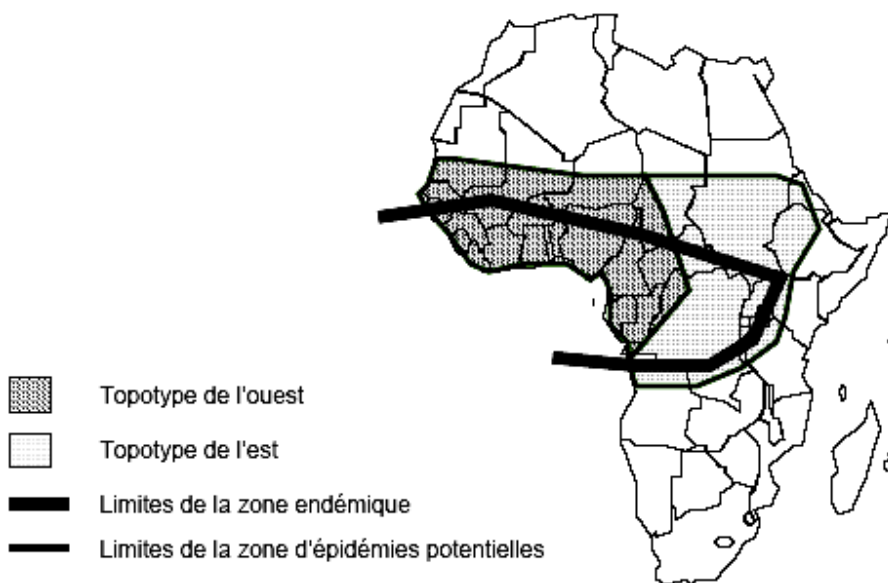 Topotype de l'ouest
Topotype de l'est
Limites de la zone endémique
Limites de la zone d'épidémies potentielles